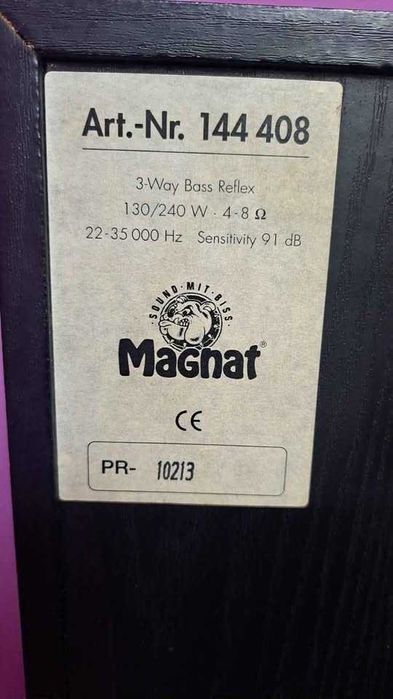 Art.-Nr. 144 408
3-Way Bass Reflex
130/240 W · 4-8 Ω
22-35 000 Hz Sensitivity 91 dB
·SOUND·MIT·BISS·
Magnat®
CE
PR- 10213